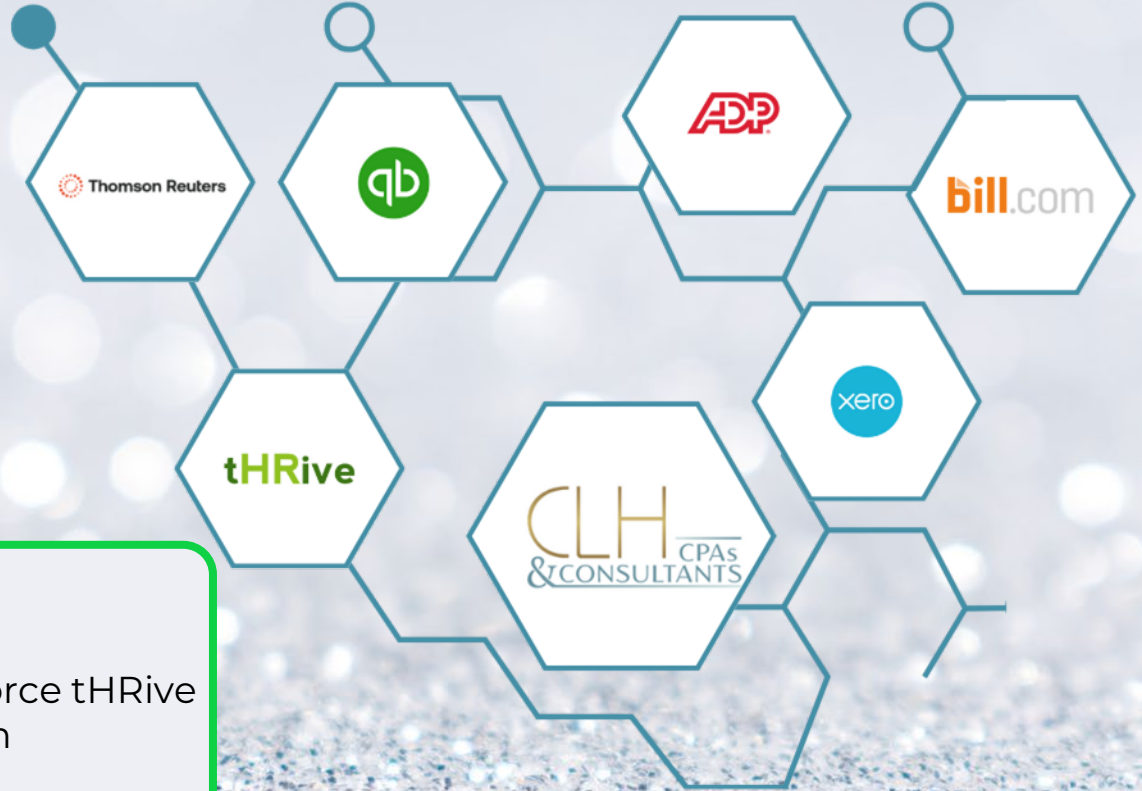 ADP
Thomson Reuters
qb
bill.com
xero
tHRive
CLH
CPAs
&CONSULTANTS
orce tHRive